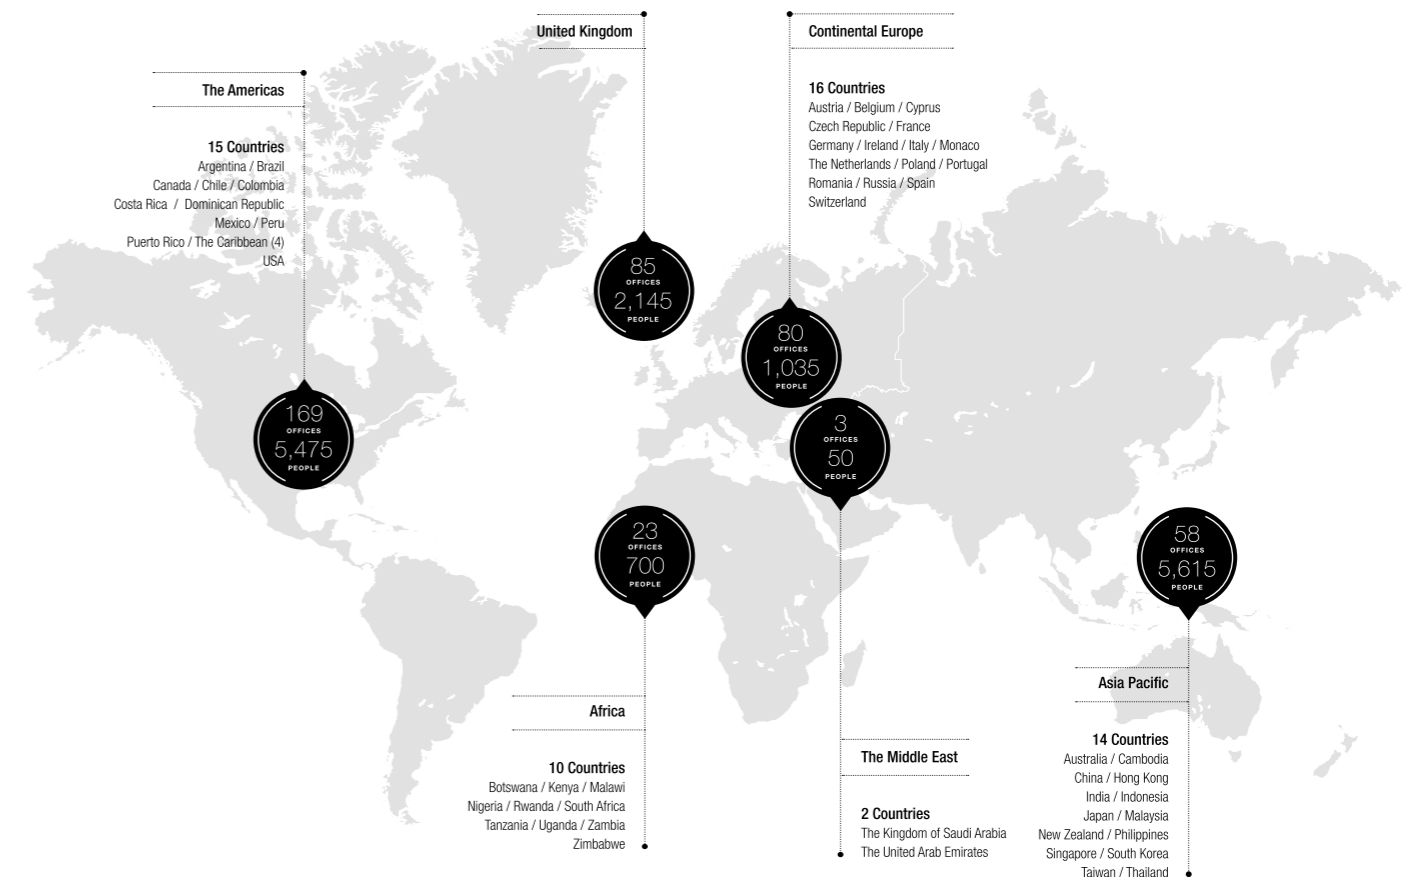 United Kingdom
85
OFFICES
2,145
PEOPLE
Continental Europe
16 Countries
Austria / Belgium / Cyprus
Czech Republic / France
Germany / Ireland / Italy / Monaco
The Netherlands / Poland / Portugal
Romania / Russia / Spain
Switzerland
80
OFFICES
1,035
PEOPLE
The Americas
15 Countries
Argentina / Brazil
Canada / Chile / Colombia
Costa Rica / Dominican Republic
Mexico / Peru
Puerto Rico / The Caribbean (4)
USA
169
OFFICES
5,475
PEOPLE
3
OFFICES
50
PEOPLE
The Middle East
2 Countries
The Kingdom of Saudi Arabia
The United Arab Emirates
23
OFFICES
700
PEOPLE
Africa
10 Countries
Botswana / Kenya / Malawi
Nigeria / Rwanda / South Africa
Tanzania / Uganda / Zambia
Zimbabwe
58
OFFICES
5,615
PEOPLE
Asia Pacific
14 Countries
Australia / Cambodia
China / Hong Kong
India / Indonesia
Japan / Malaysia
New Zealand / Philippines
Singapore / South Korea
Taiwan / Thailand